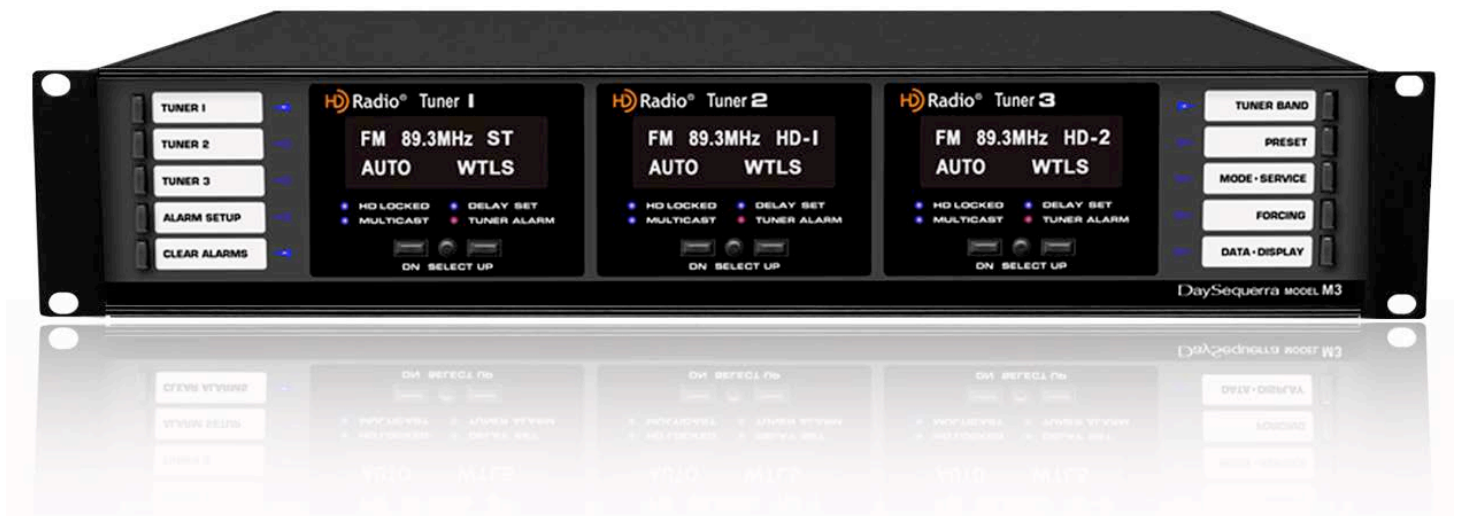 TUNER 1
TUNER 2
TUNER 3
ALARM SETUP
CLEAR ALARMS
HD Radio® Tuner 1
FM 89.3MHz ST
AUTO WTLS
HD LOCKED DELAY SET
MULTICAST TUNER ALARM
DN SELECT UP
HD Radio® Tuner 2
FM 89.3MHz HD-1
AUTO WTLS
HD LOCKED DELAY SET
MULTICAST TUNER ALARM
DN SELECT UP
HD Radio® Tuner 3
FM 89.3MHz HD-2
AUTO WTLS
HD LOCKED DELAY SET
MULTICAST TUNER ALARM
DN SELECT UP
TUNER BAND
PRESET
MODE·SERVICE
FORCING
DATA·DISPLAY
DaySequerra MODEL M3